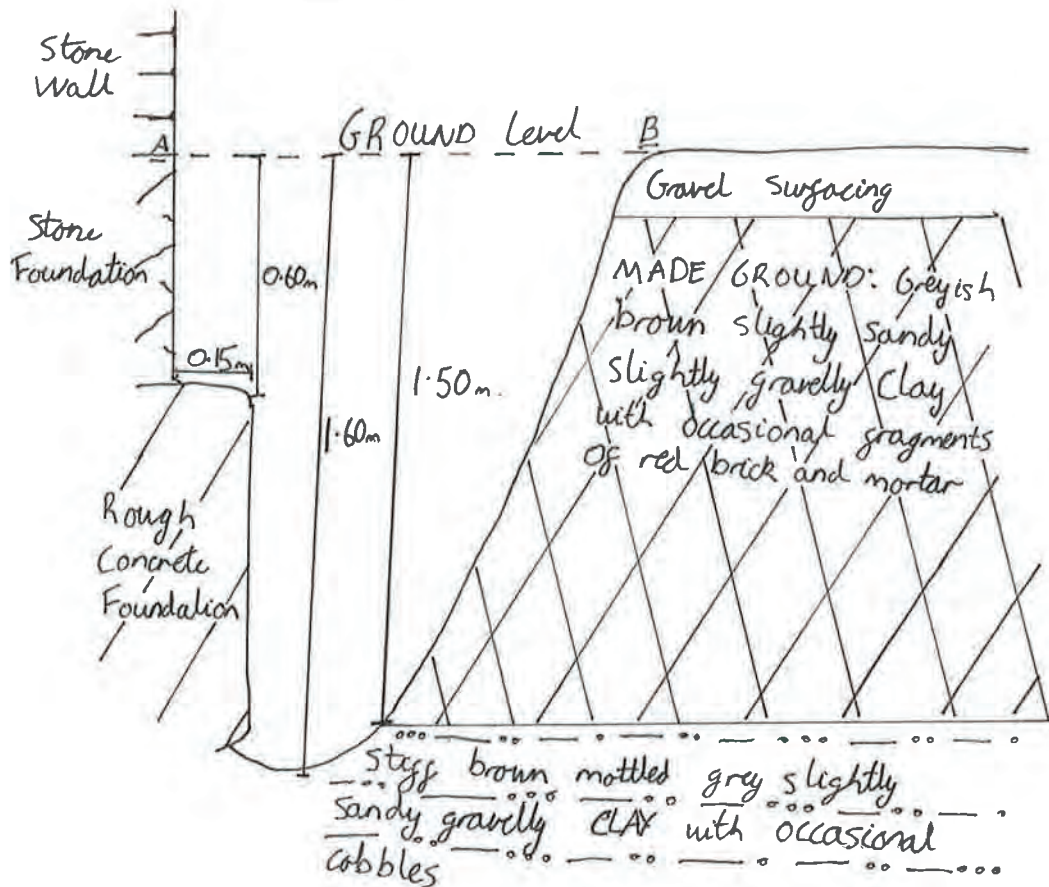 Stone
Wall
GROUND Level
A
B
Gravel Surfacing
Stone
Foundation
0.60m
MADE GROUND: Greyish
brown slightly sandy
slightly gravelly Clay
with occasional fragments
of red brick and mortar
0.15m
1.50m
1.60m
Rough
Concrete
Foundation
Stiff brown mottled grey slightly
sandy gravelly CLAY with occasional
cobbles